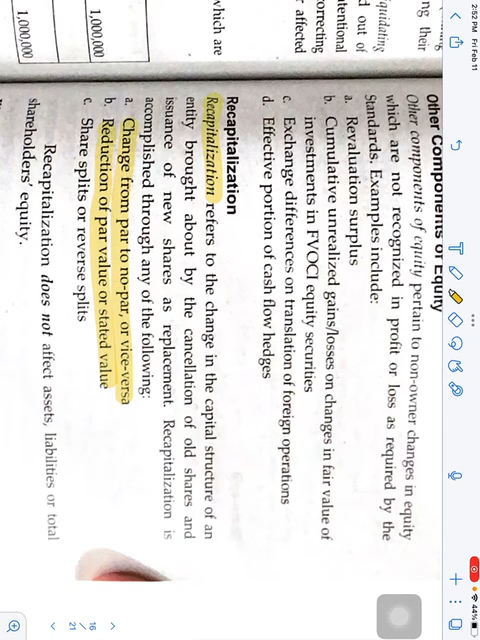 2:52 PM Fri Feb 11
44%
ng their
iquidating
d out of
tentional
orrecting
r affected
which are
1,000,000
1,000,000
Other Components of Equity
Other components of equity pertain to non-owner changes in equity
which are not recognized in profit or loss as required by the
Standards. Examples include:
a. Revaluation surplus
b. Cumulative unrealized gains/losses on changes in fair value of
investments in FVOCI equity securities
c. Exchange differences on translation of foreign operations
d. Effective portion of cash flow hedges
Recapitalization
Recapitalization refers to the change in the capital structure of an
entity brought about by the cancellation of old shares and
issuance of new shares as replacement. Recapitalization is
accomplished through any of the following:
a. Change from par to no-par, or vice-versa
b. Reduction of par value or stated value
c. Share splits or reverse splits
Recapitalization does not affect assets, liabilities or total
shareholders' equity.
16 / 21